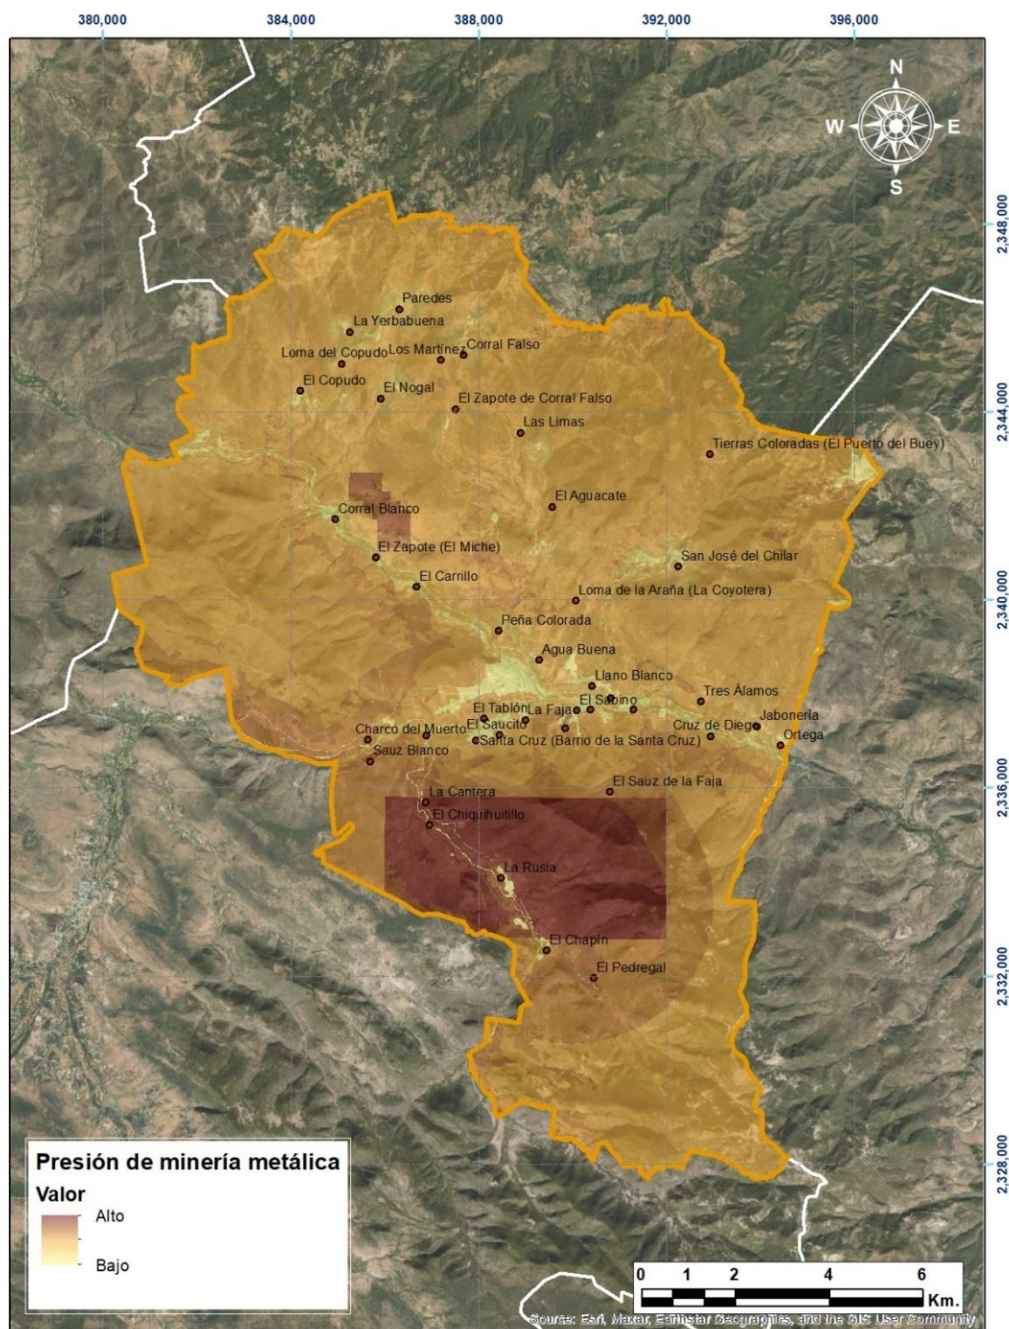 380,000 384,000 388,000 392,000 396,000
N
W E
S
2,348,000
Paredes
La Yerbabuena
Los Martínez Corral Falso
Loma del Copudo
El Copudo
El Nogal
El Zapote de Corral Falso
2,344,000
Las Limas
Tierras Coloradas (El Puerto del Buey)
El Aguacate
Corral Blanco
El Zapote (El Miche)
San José del Chilar
El Carrillo
Loma de la Araña (La Coyotera)
2,340,000
Peña Colorada
Agua Buena
Llano Blanco
El Sabino
Tres Álamos
El Tablón
La Faja
Charco del Muerto
El Saucito
Cruz de Diego
Jabonería
Santa Cruz (Barrio de la Santa Cruz)
Ortega
Sauz Blanco
El Sauz de la Faja
2,336,000
La Cantera
El Chiquihuitillo
La Rusia
El Chapín
El Pedregal
2,332,000
2,328,000
Presión de minería metálica
Valor
Alto
Bajo
0 1 2 4 6
Km.
Source: Esri, Maxar, Earthstar Geographics, and the GIS User Community